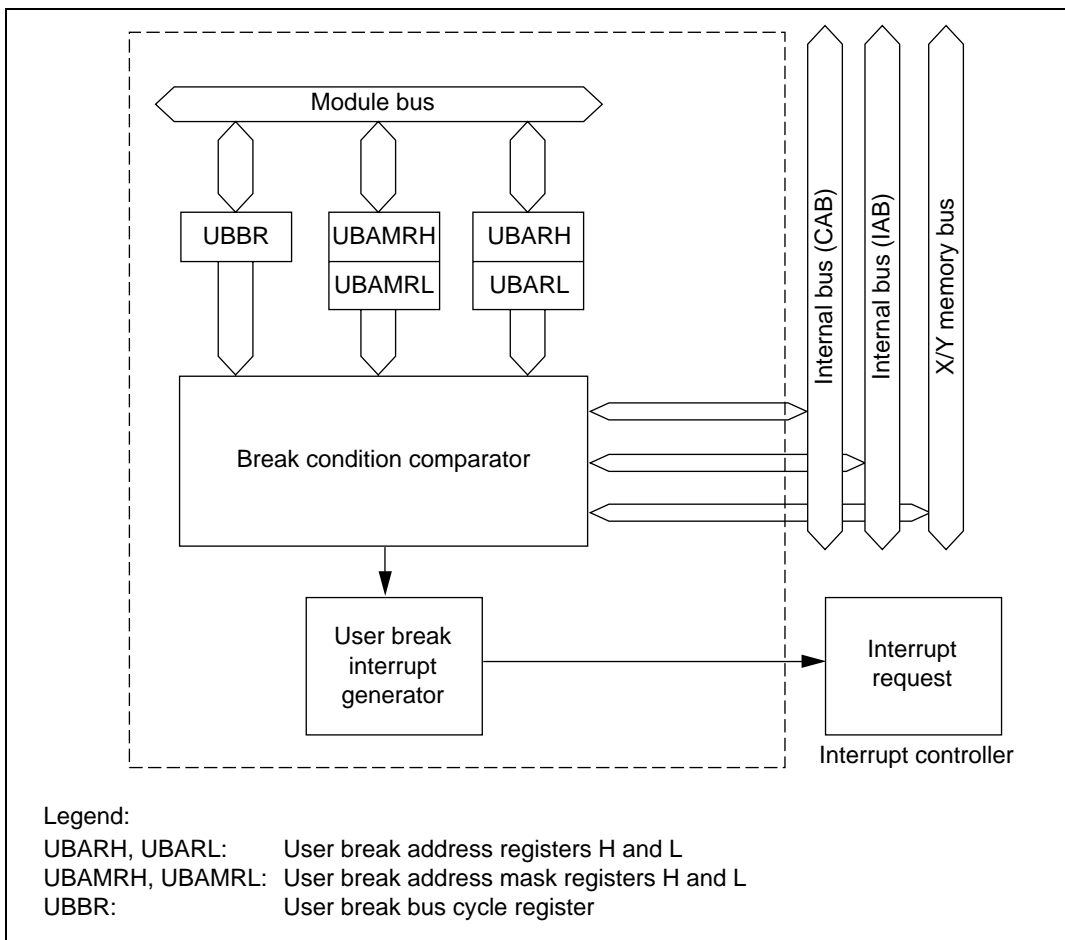 Module bus
UBBR
UBAMRH
UBARH
UBAMRL
UBARL
Internal bus (CAB)
Internal bus (IAB)
X/Y memory bus
Break condition comparator
User break
interrupt
generator
Interrupt
request
Interrupt controller
Legend:
UBARH, UBARL: User break address registers H and L
UBAMRH, UBAMRL: User break address mask registers H and L
UBBR: User break bus cycle register